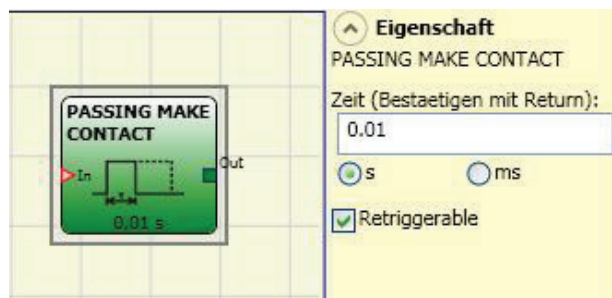 PASSING MAKE
CONTACT
In
Out
0,01 s
Eigenschaft
PASSING MAKE CONTACT
Zeit (Bestaetigen mit Return):
0.01
s ms
Retriggerable